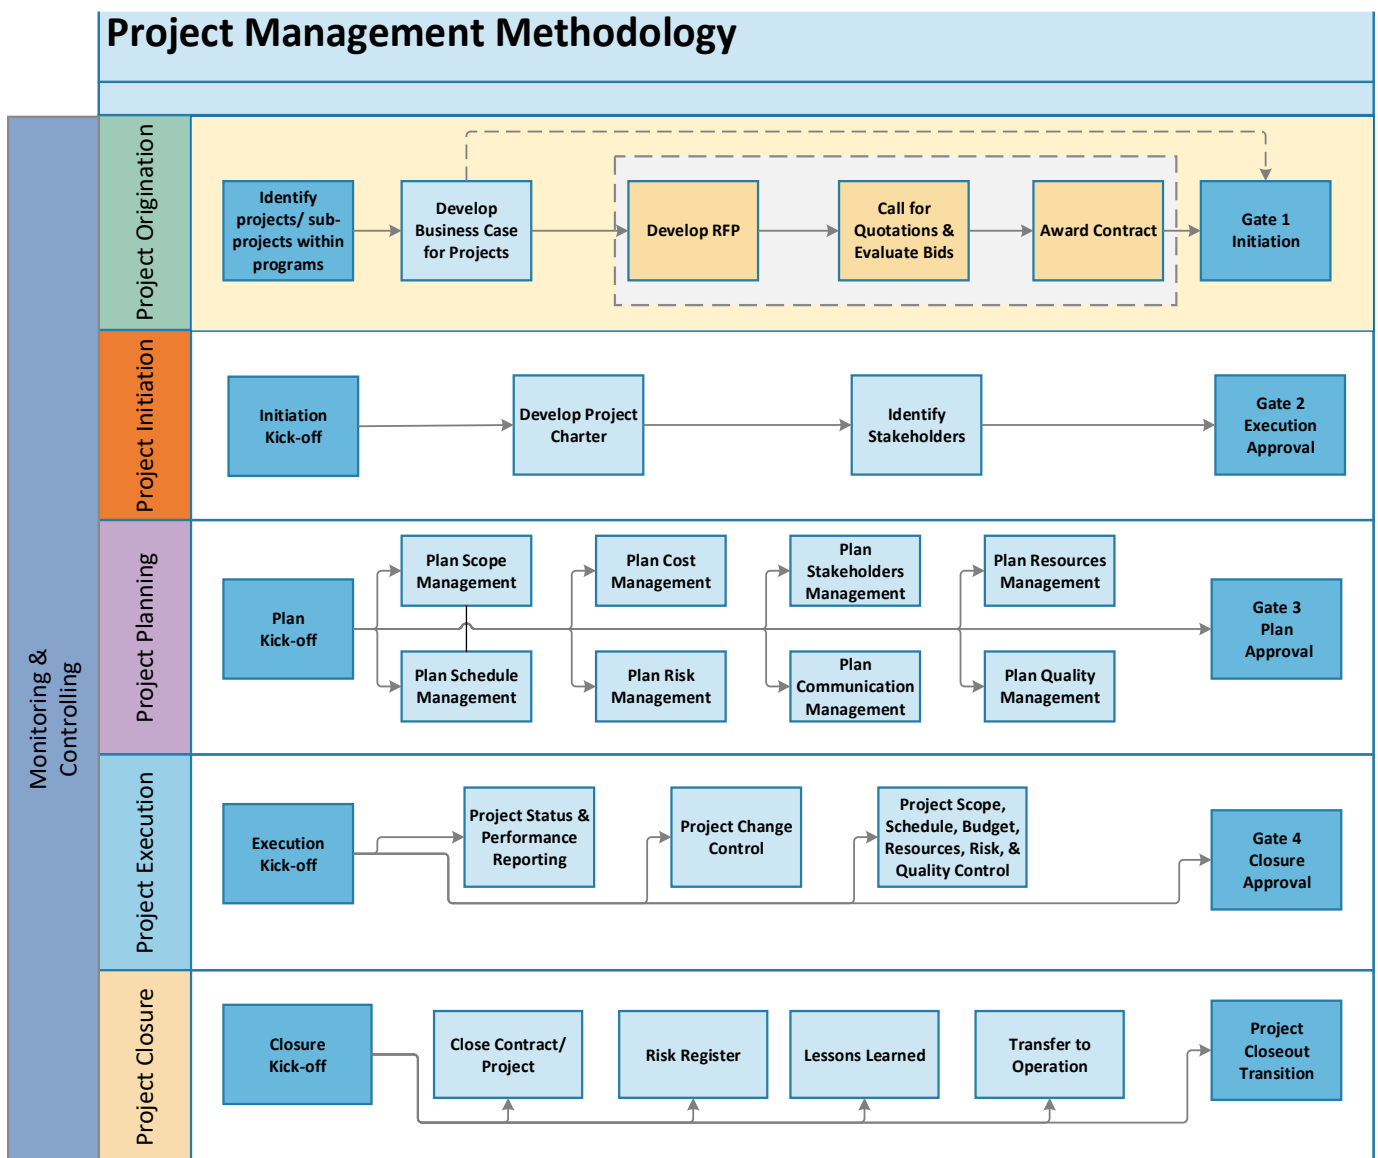 Project Management Methodology
Monitoring &
Controlling
Project Origination
Identify
projects/ sub-
projects within
programs
Develop
Business Case
for Projects
Develop RFP
Call for
Quotations &
Evaluate Bids
Award Contract
Gate 1
Initiation
Project Initiation
Initiation
Kick-off
Develop Project
Charter
Identify
Stakeholders
Gate 2
Execution
Approval
Project Planning
Plan
Kick-off
Plan Scope
Management
Plan Schedule
Management
Plan Cost
Management
Plan Risk
Management
Plan
Stakeholders
Management
Plan
Communication
Management
Plan Resources
Management
Plan Quality
Management
Gate 3
Plan
Approval
Project Execution
Execution
Kick-off
Project Status &
Performance
Reporting
Project Change
Control
Project Scope,
Schedule, Budget,
Resources, Risk, &
Quality Control
Gate 4
Closure
Approval
Project Closure
Closure
Kick-off
Close Contract/
Project
Risk Register
Lessons Learned
Transfer to
Operation
Project
Closeout
Transition